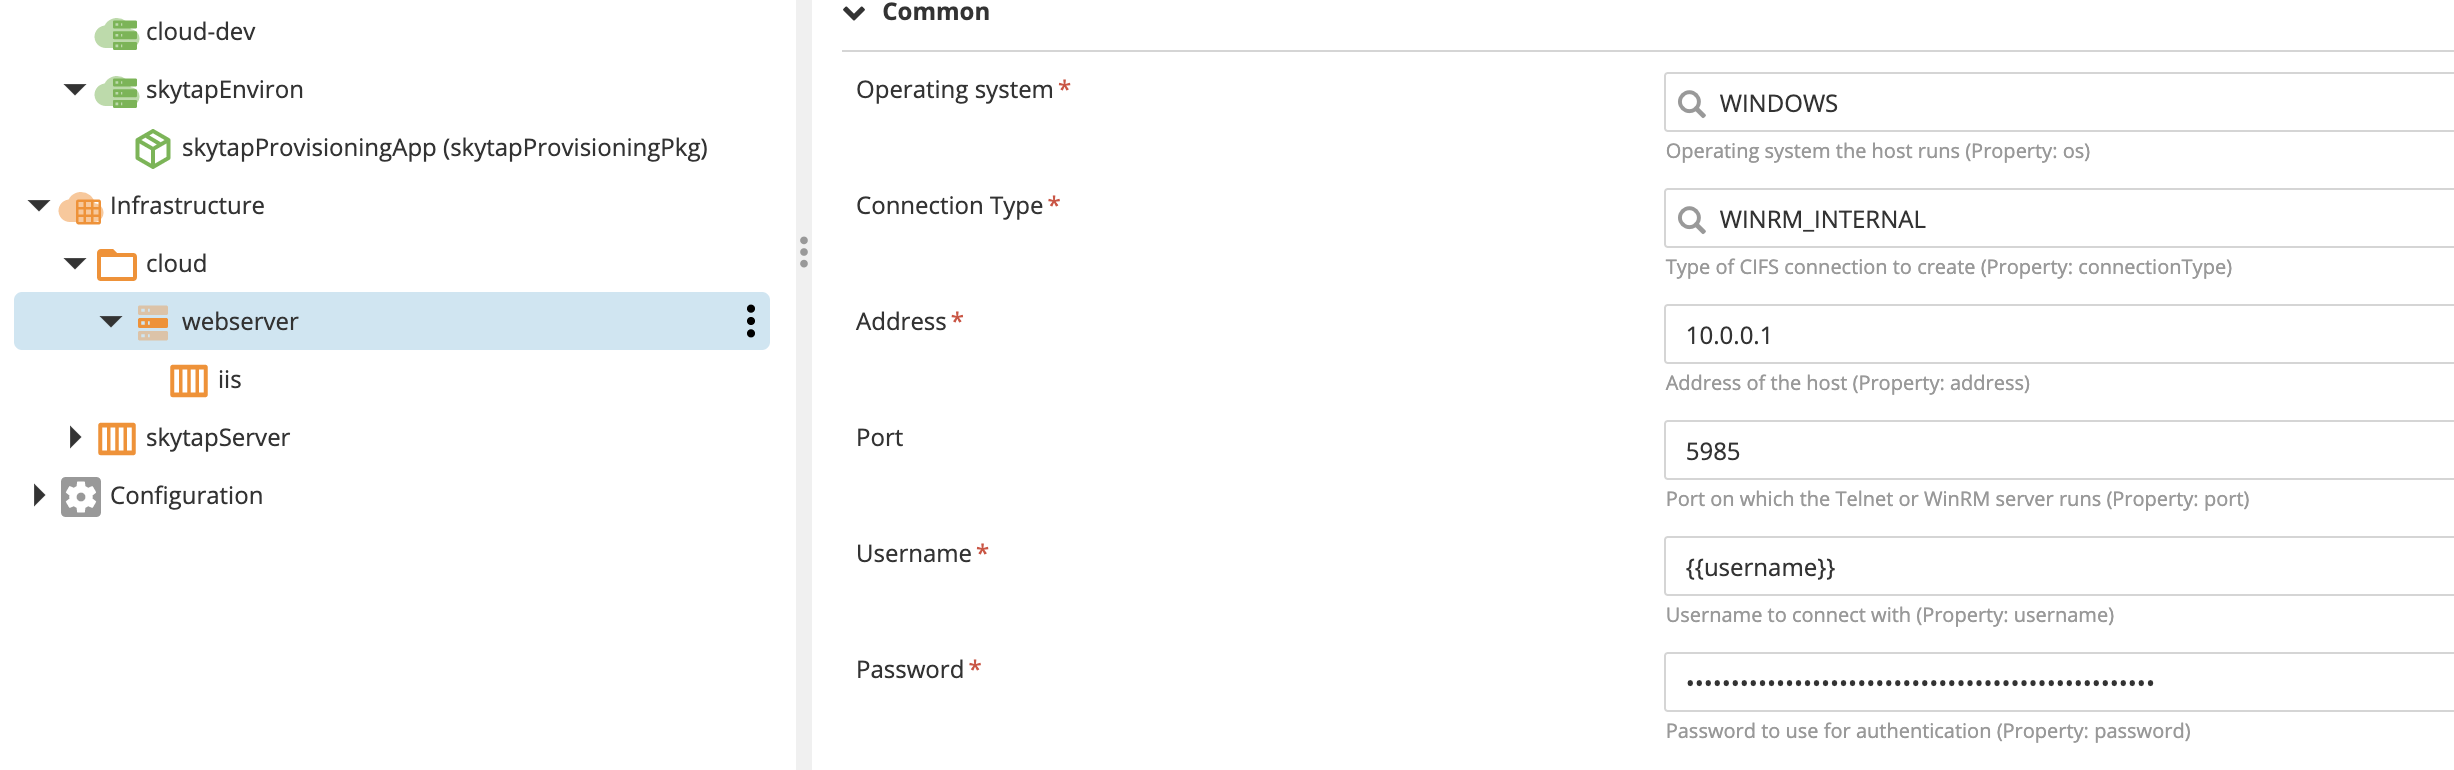 cloud-dev
skytapEnviron
skytapProvisioningApp (skytapProvisioningPkg)
Infrastructure
cloud
webserver
iis
skytapServer
Configuration
Common
Operating system *
WINDOWS
Operating system the host runs (Property: os)
Connection Type *
WINRM_INTERNAL
Type of CIFS connection to create (Property: connectionType)
Address *
10.0.0.1
Address of the host (Property: address)
Port
5985
Port on which the Telnet or WinRM server runs (Property: port)
Username *
{{username}}
Username to connect with (Property: username)
Password *
••••••••••••••••••••••••••••••••••••••••••••••••••••
Password to use for authentication (Property: password)